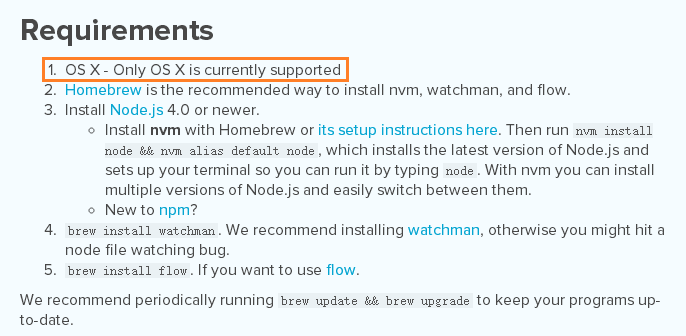 Requirements
1. OS X - Only OS X is currently supported
2. Homebrew is the recommended way to install nvm, watchman, and flow.
3. Install Node.js 4.0 or newer.
Install nvm with Homebrew or its setup instructions here. Then run nvm install
node && nvm alias default node, which installs the latest version of Node.js and
sets up your terminal so you can run it by typing node. With nvm you can install
multiple versions of Node.js and easily switch between them.
New to npm?
4. brew install watchman. We recommend installing watchman, otherwise you might hit a
node file watching bug.
5. brew install flow. If you want to use flow.
We recommend periodically running brew update && brew upgrade to keep your programs up-
to-date.